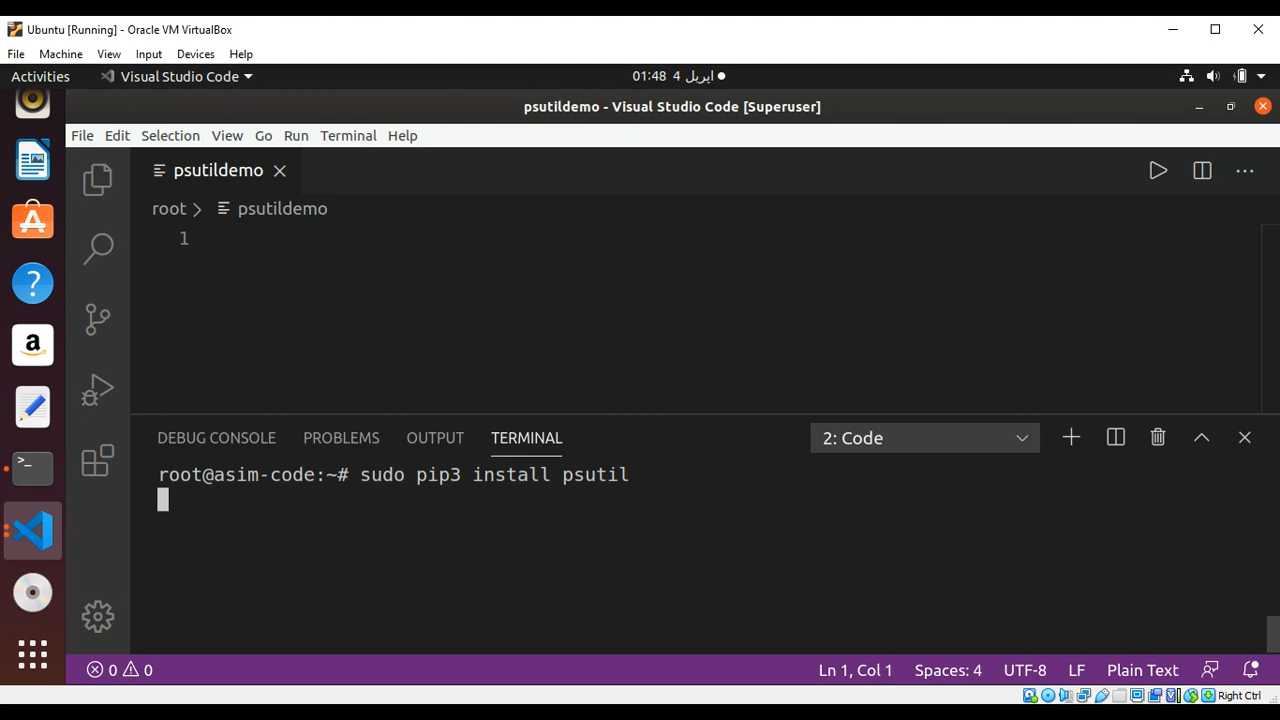 Ubuntu [Running] - Oracle VM VirtualBox
File Machine View Input Devices Help
Activities Visual Studio Code 01:48 4 اپریل
psutildemo - Visual Studio Code [Superuser]
File Edit Selection View Go Run Terminal Help
psutildemo
root > psutildemo
1
DEBUG CONSOLE PROBLEMS OUTPUT TERMINAL 2: Code
root@asim-code:~# sudo pip3 install psutil
0 0 Ln 1, Col 1 Spaces: 4 UTF-8 LF Plain Text
Right Ctrl